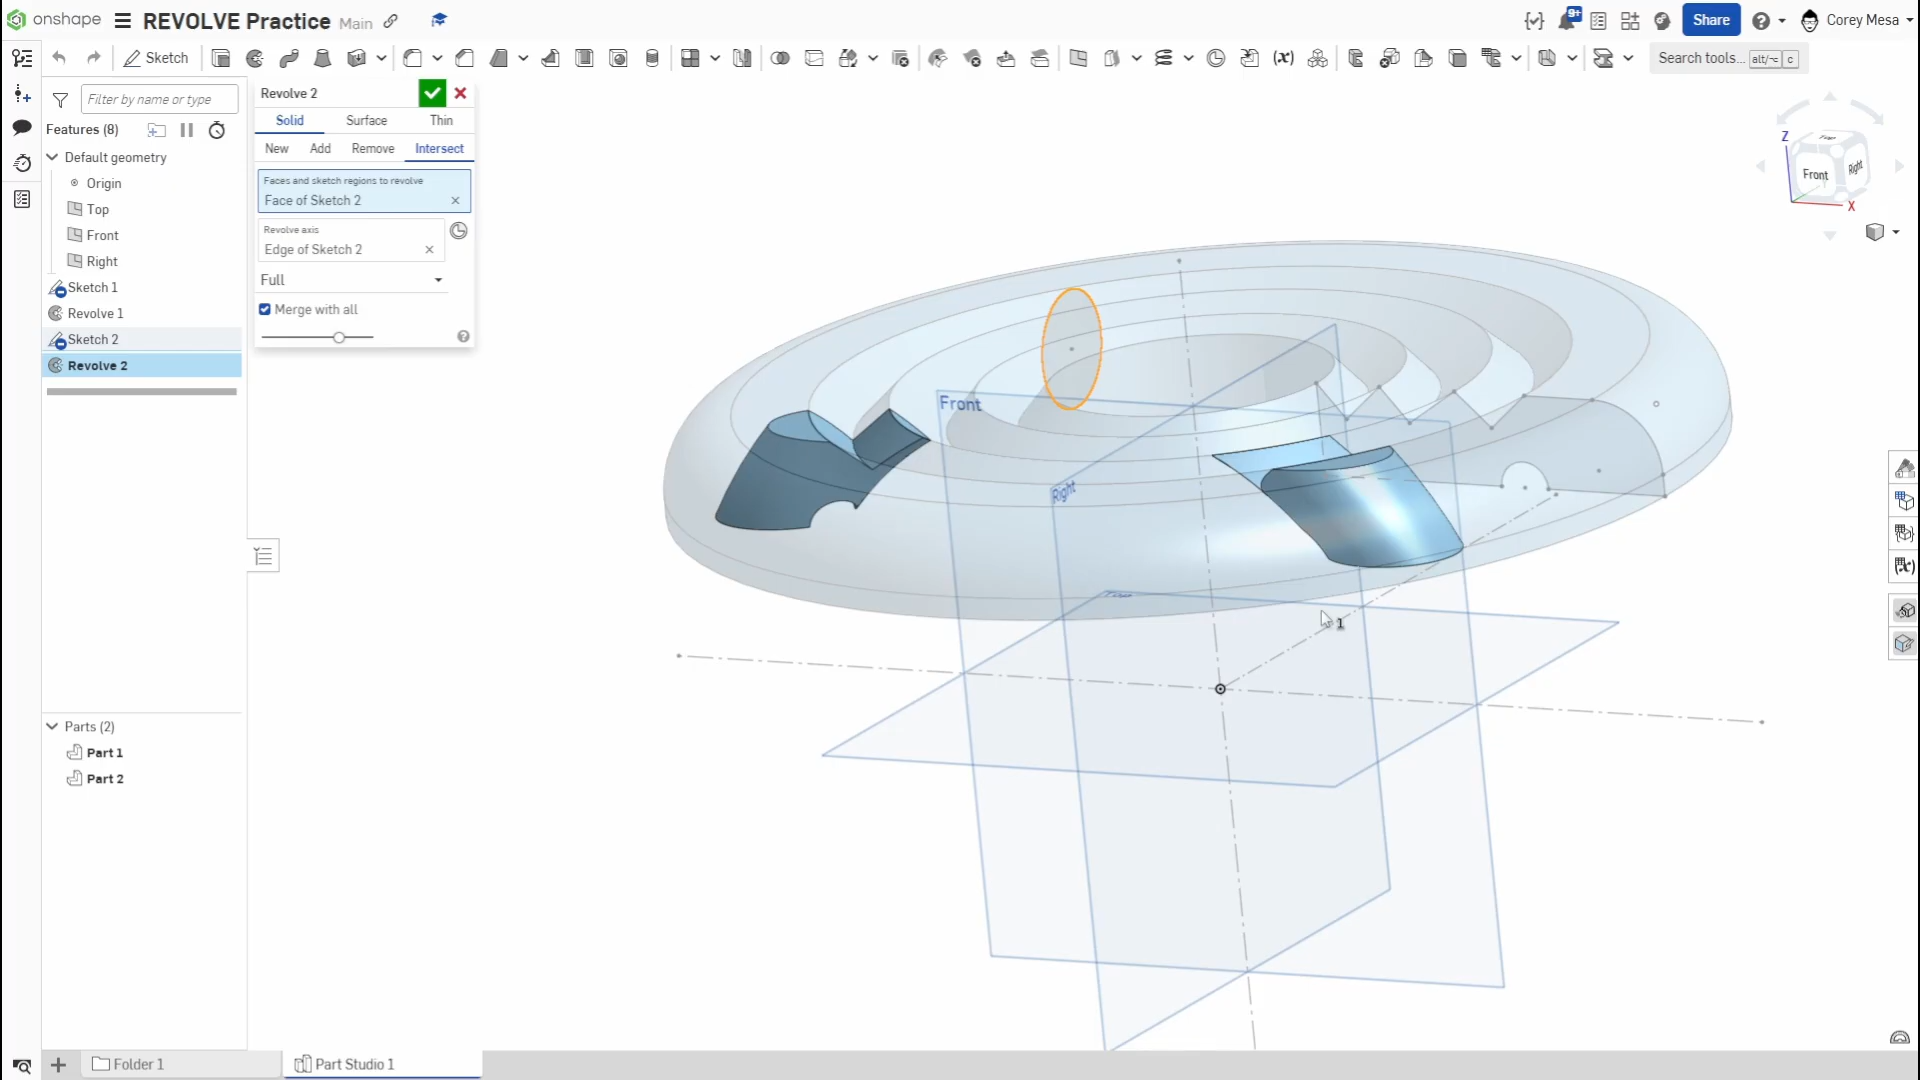 onshape
REVOLVE Practice
Main
9+
Share
Corey Mesa
Sketch
(x)
Search tools...
alt/⌥
c
Filter by name or type
Features (8)
Default geometry
Origin
Top
Front
Right
Sketch 1
Revolve 1
Sketch 2
Revolve 2
Parts (2)
Part 1
Part 2
Revolve 2
Solid
Surface
Thin
New
Add
Remove
Intersect
Faces and sketch regions to revolve
Face of Sketch 2
Revolve axis
Edge of Sketch 2
Full
Merge with all
Front
Right
Top
1
Z
Top
Front
Right
X
(x)
Folder 1
Part Studio 1